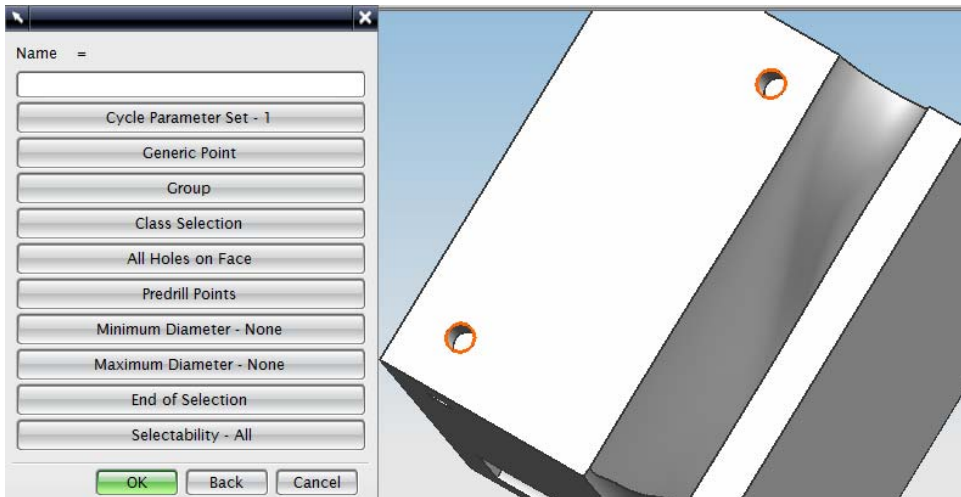 Name =
Cycle Parameter Set - 1
Generic Point
Group
Class Selection
All Holes on Face
Predrill Points
Minimum Diameter - None
Maximum Diameter - None
End of Selection
Selectability - All
OK Back Cancel